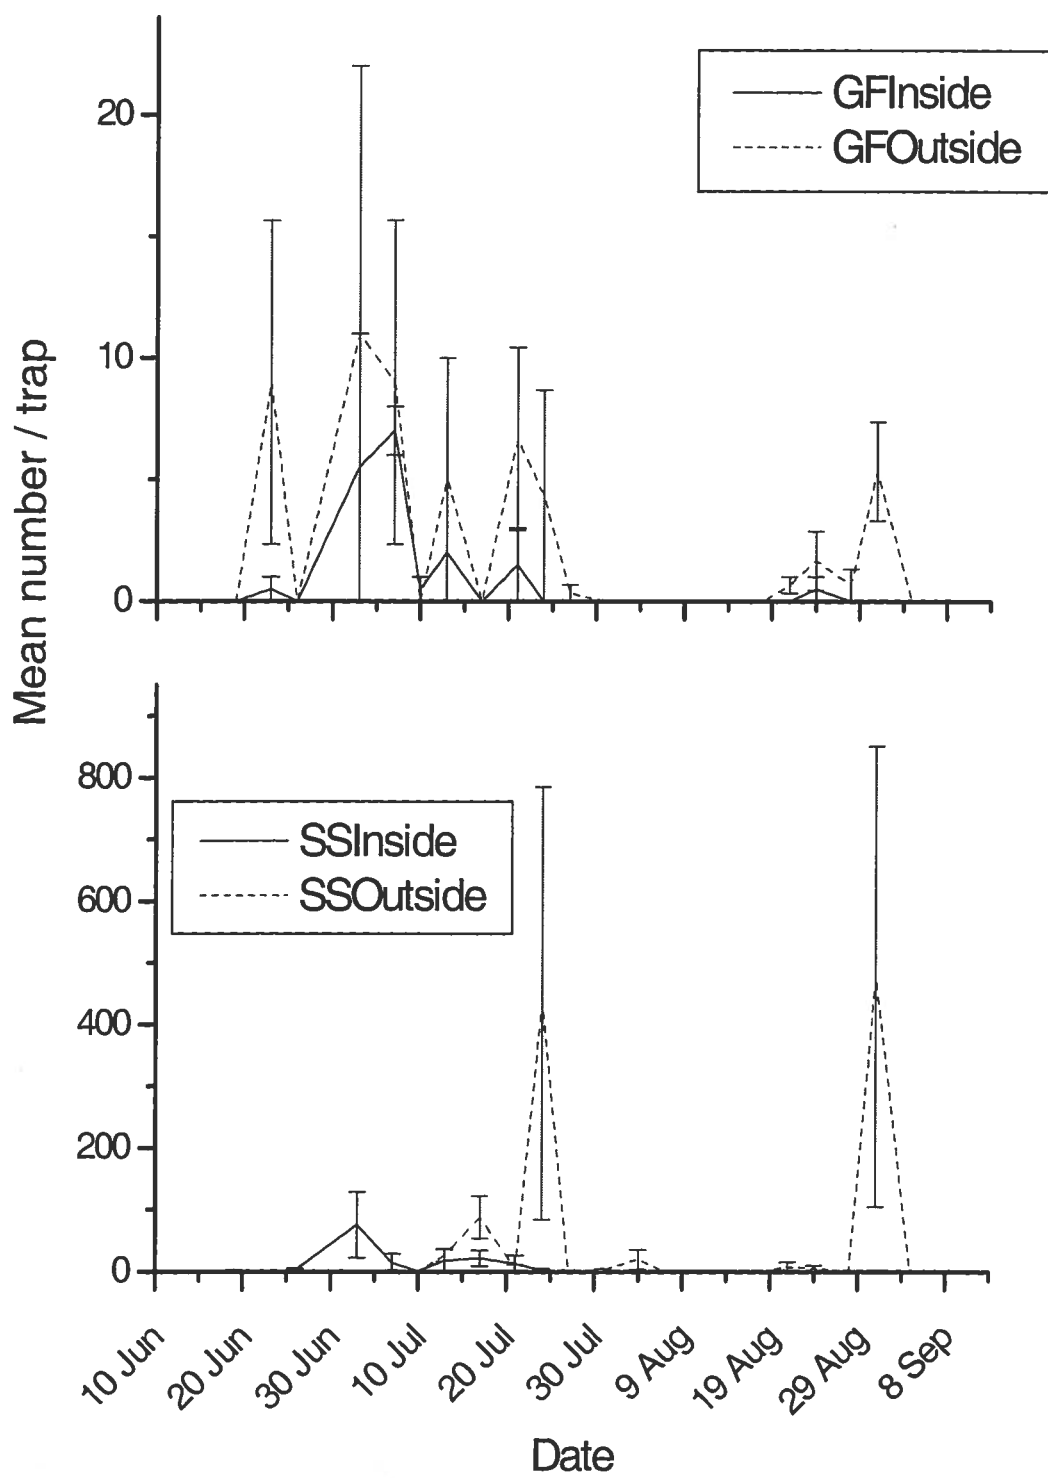 GFInside
GFOutside
20
10
0
Mean number / trap
SSInside
SSOutside
800
600
400
200
0
10 Jun
20 Jun
30 Jun
10 Jul
20 Jul
30 Jul
9 Aug
19 Aug
29 Aug
8 Sep
Date